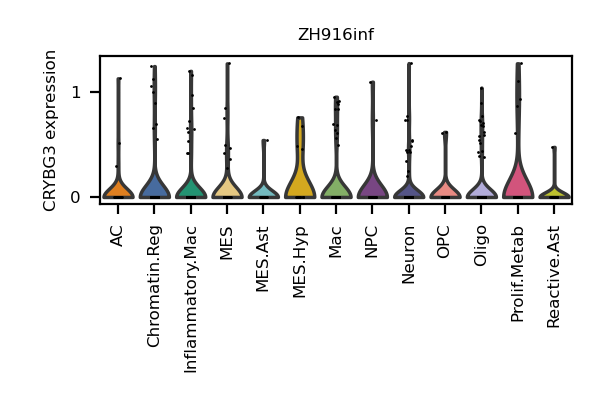 ZH916inf
CRYBG3 expression
1
0
AC
Chromatin.Reg
Inflammatory.Mac
MES
MES.Ast
MES.Hyp
Mac
NPC
Neuron
OPC
Oligo
Prolif.Metab
Reactive.Ast